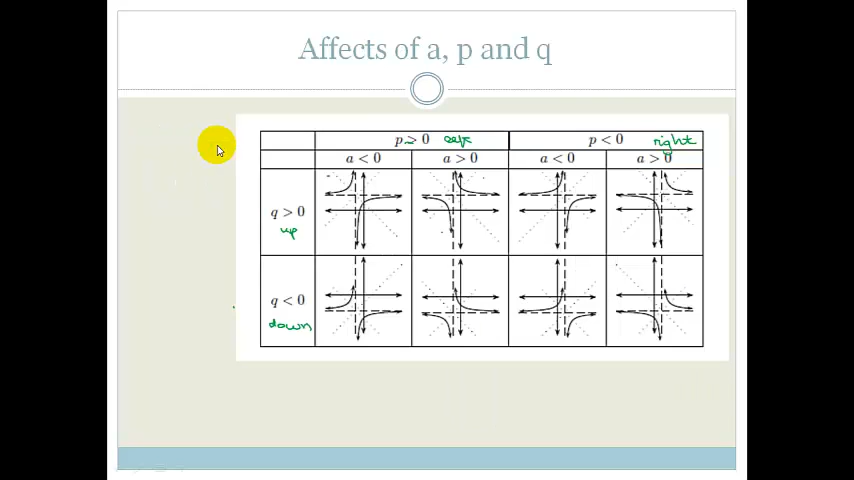 Affects of a, p and q
p > 0 left p < 0 right
a < 0 a > 0 a < 0 a > 0
q > 0
up
q < 0
down